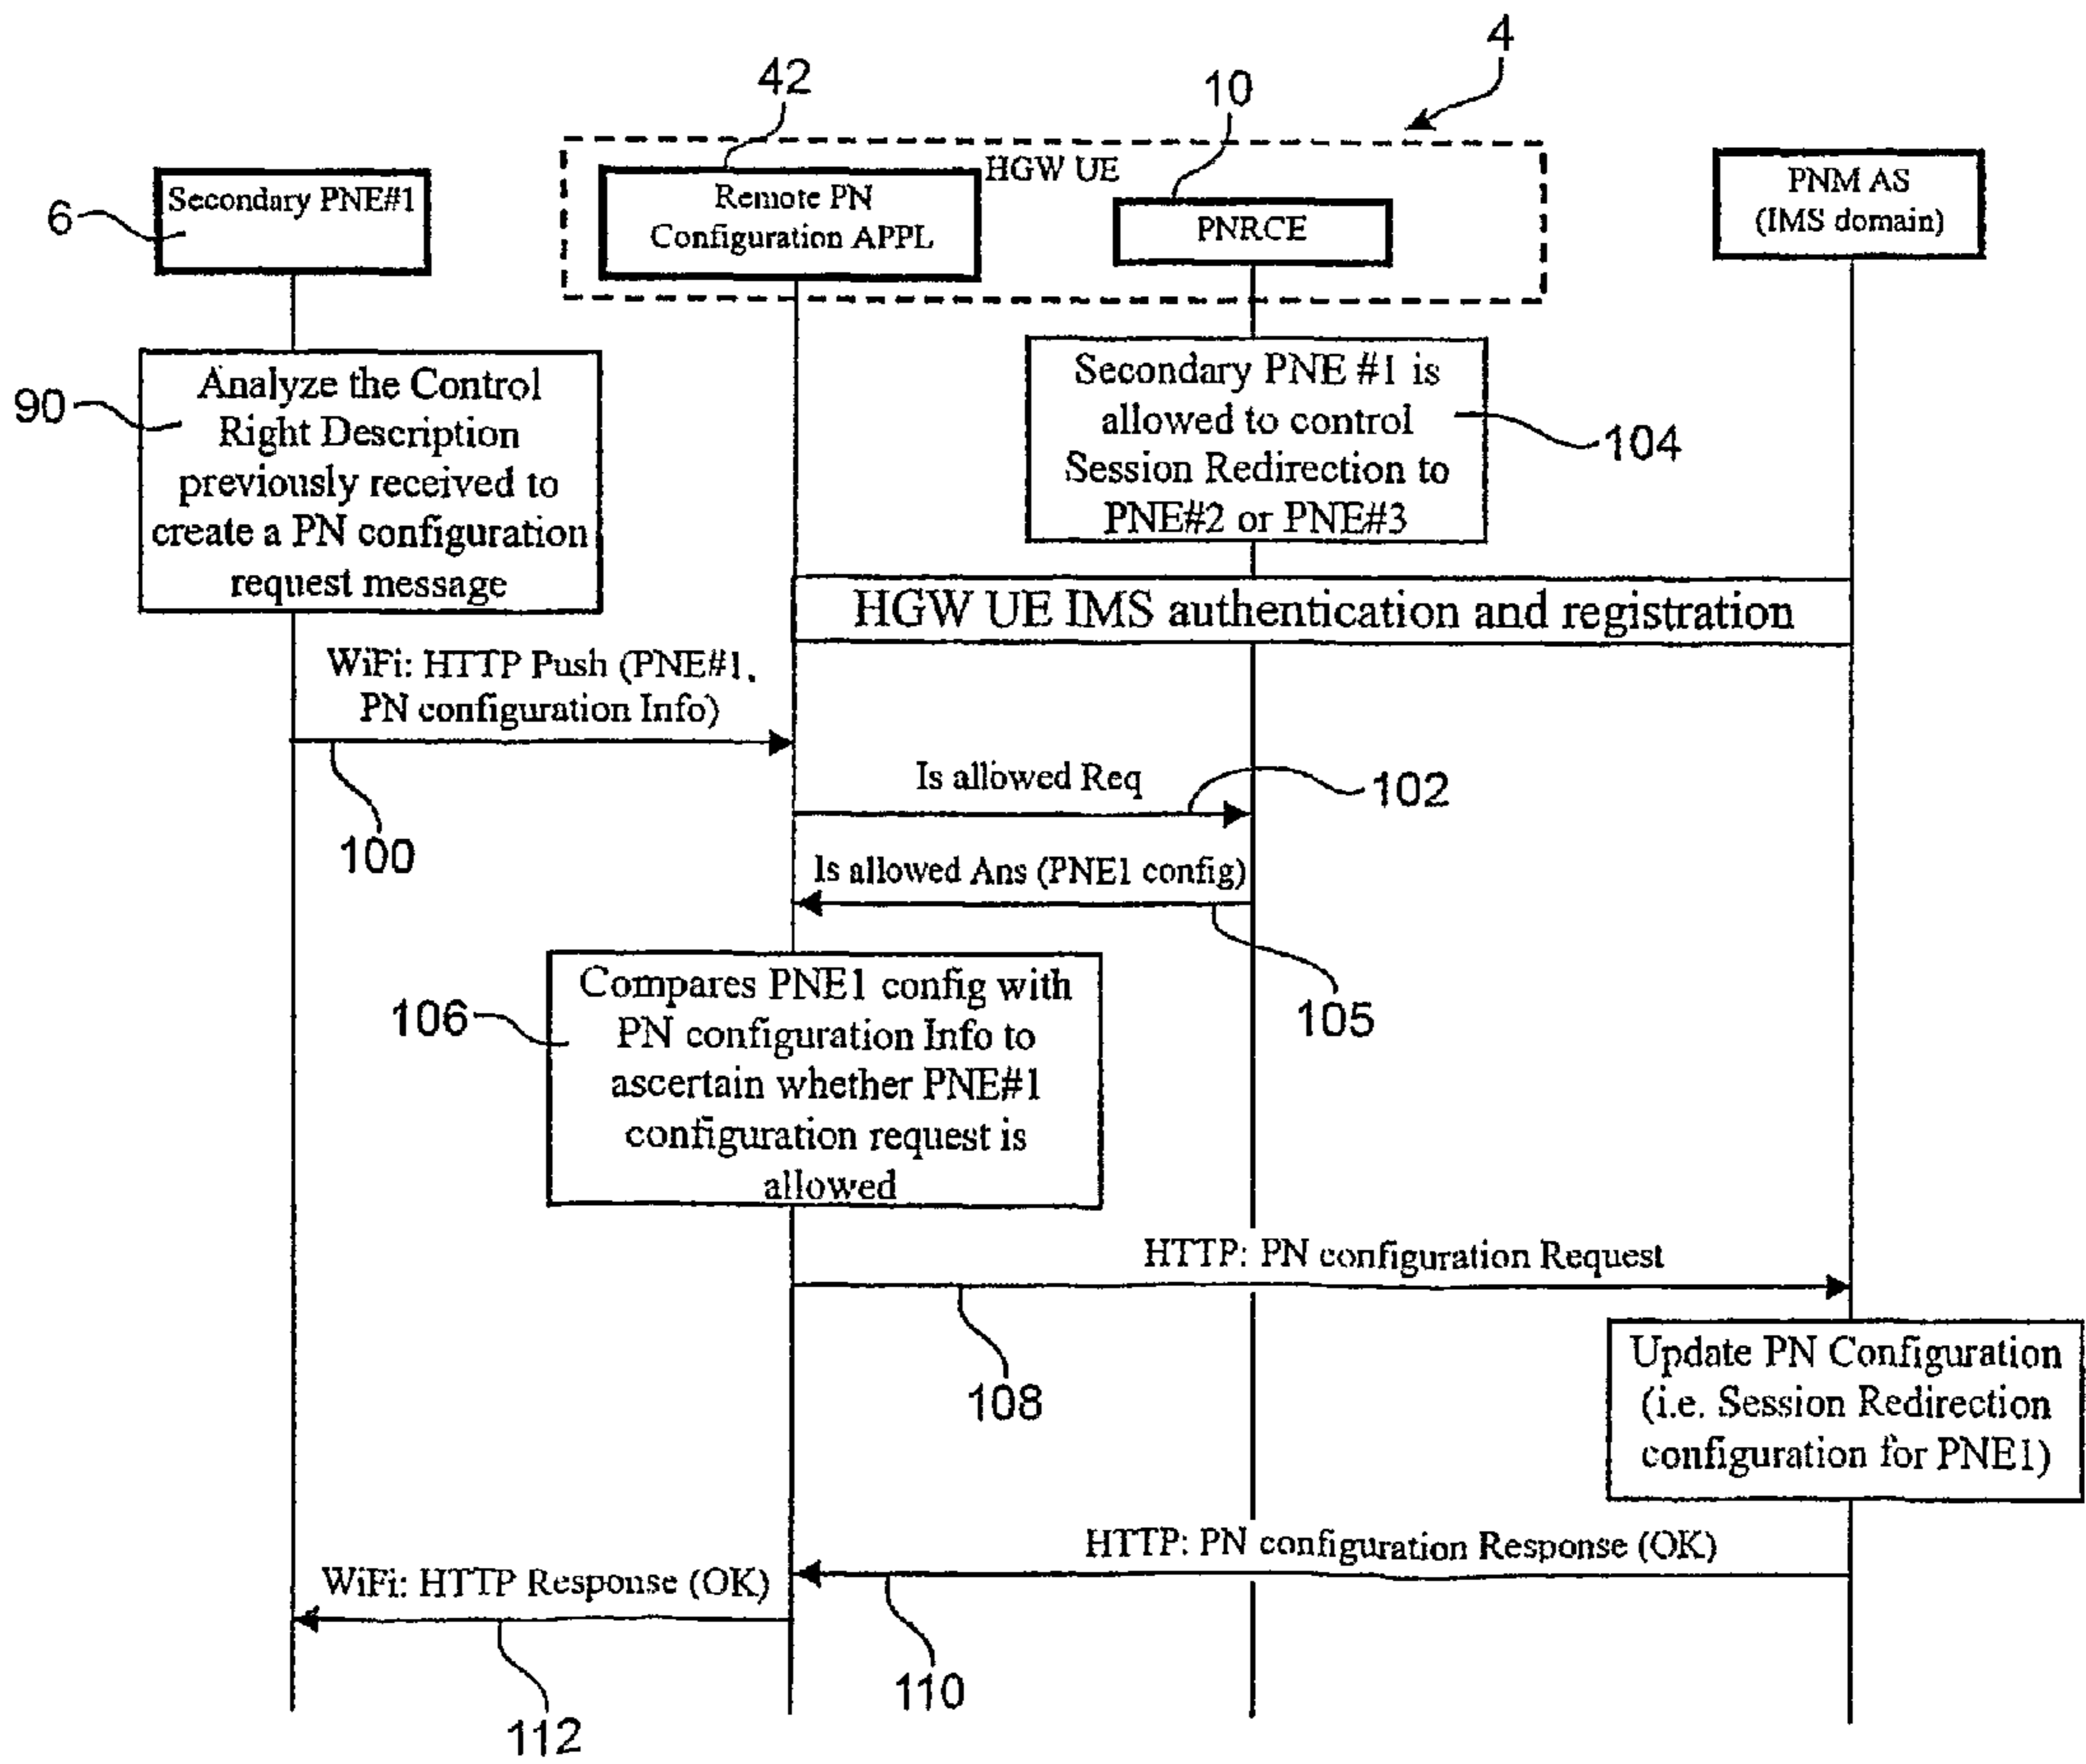 4
42
10
HGW UE
6
Secondary PNE#1
Remote PN
Configuration APPL
PNRCE
PNM AS
(IMS domain)
90
Analyze the Control
Right Description
previously received to
create a PN configuration
request message
Secondary PNE #1 is
allowed to control
Session Redirection to
PNE#2 or PNE#3
104
HGW UE IMS authentication and registration
WiFi: HTTP Push (PNE#1,
PN configuration Info)
100
Is allowed Req
102
Is allowed Ans (PNE1 config)
105
106
Compares PNE1 config with
PN configuration Info to
ascertain whether PNE#1
configuration request is
allowed
HTTP: PN configuration Request
108
Update PN Configuration
(i.e. Session Redirection
configuration for PNE1)
HTTP: PN configuration Response (OK)
110
WiFi: HTTP Response (OK)
112